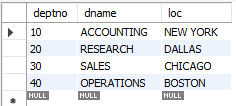 deptno dname loc
10 ACCOUNTING NEW YORK
20 RESEARCH DALLAS
30 SALES CHICAGO
40 OPERATIONS BOSTON
NULL NULL NULL